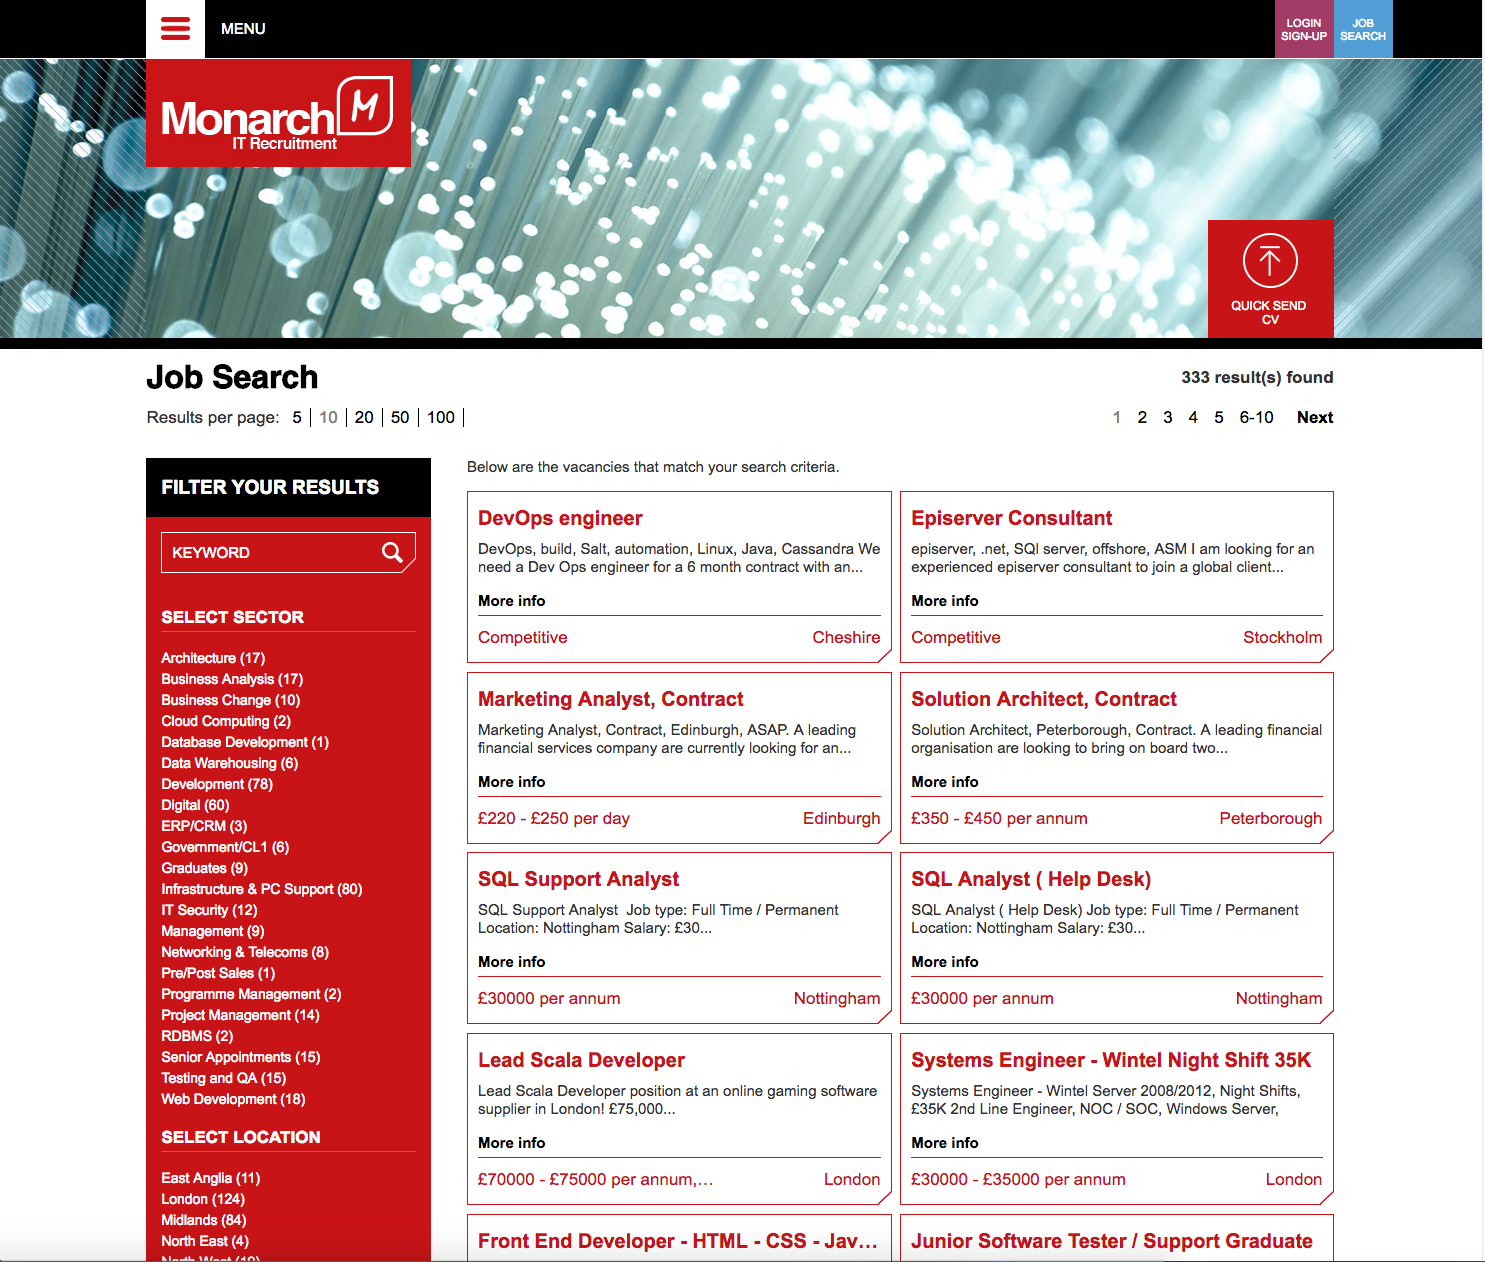 MENU
LOGIN
SIGN-UP
JOB
SEARCH
Monarch M
IT Recruitment
QUICK SEND
CV
Job Search
333 result(s) found
Results per page: 5 10 20 50 100
1 2 3 4 5 6-10 Next
FILTER YOUR RESULTS
KEYWORD
SELECT SECTOR
Architecture (17)
Business Analysis (17)
Business Change (10)
Cloud Computing (2)
Database Development (1)
Data Warehousing (6)
Development (78)
Digital (60)
ERP/CRM (3)
Government/CL1 (6)
Graduates (9)
Infrastructure & PC Support (80)
IT Security (12)
Management (9)
Networking & Telecoms (8)
Pre/Post Sales (1)
Programme Management (2)
Project Management (14)
RDBMS (2)
Senior Appointments (15)
Testing and QA (15)
Web Development (18)
SELECT LOCATION
East Anglia (11)
London (124)
Midlands (84)
North East (4)
Below are the vacancies that match your search criteria.
DevOps engineer
DevOps, build, Salt, automation, Linux, Java, Cassandra We
need a Dev Ops engineer for a 6 month contract with an...
More info
Competitive Cheshire
Episerver Consultant
episerver, .net, SQl server, offshore, ASM I am looking for an
experienced episerver consultant to join a global client...
More info
Competitive Stockholm
Marketing Analyst, Contract
Marketing Analyst, Contract, Edinburgh, ASAP. A leading
financial services company are currently looking for an...
More info
£220 - £250 per day Edinburgh
Solution Architect, Contract
Solution Architect, Peterborough, Contract. A leading financial
organisation are looking to bring on board two...
More info
£350 - £450 per annum Peterborough
SQL Support Analyst
SQL Support Analyst  Job type: Full Time / Permanent
Location: Nottingham Salary: £30...
More info
£30000 per annum Nottingham
SQL Analyst ( Help Desk)
SQL Analyst ( Help Desk) Job type: Full Time / Permanent
Location: Nottingham Salary: £30...
More info
£30000 per annum Nottingham
Lead Scala Developer
Lead Scala Developer position at an online gaming software
supplier in London! £75,000...
More info
£70000 - £75000 per annum,... London
Systems Engineer - Wintel Night Shift 35K
Systems Engineer - Wintel Server 2008/2012, Night Shifts,
£35K 2nd Line Engineer, NOC / SOC, Windows Server,
More info
£30000 - £35000 per annum London
Front End Developer - HTML - CSS - Jav...
Junior Software Tester / Support Graduate